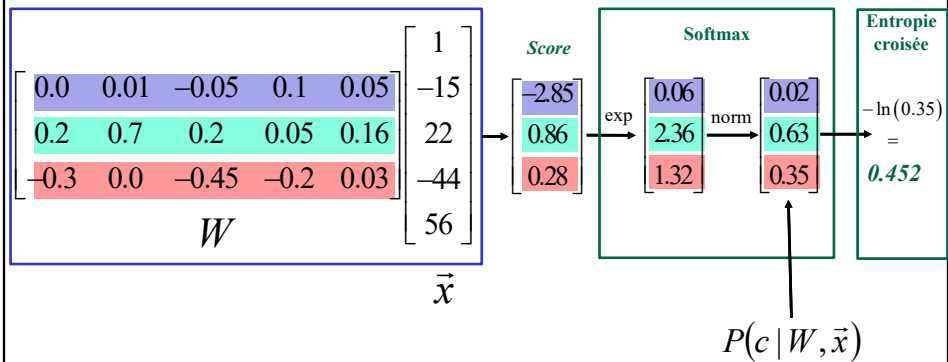 Entropie
croisée
Score
Softmax
[0.0 0.01 −0.05 0.1 0.05
0.2 0.7 0.2 0.05 0.16
−0.3 0.0 −0.45 −0.2 0.03]
W
[1
−15
22
−44
56]
x⃗
[−2.85
0.86
0.28]
exp
[0.06
2.36
1.32]
norm
[0.02
0.63
0.35]
−ln(0.35)
=
0.452
P(c | W, x⃗)